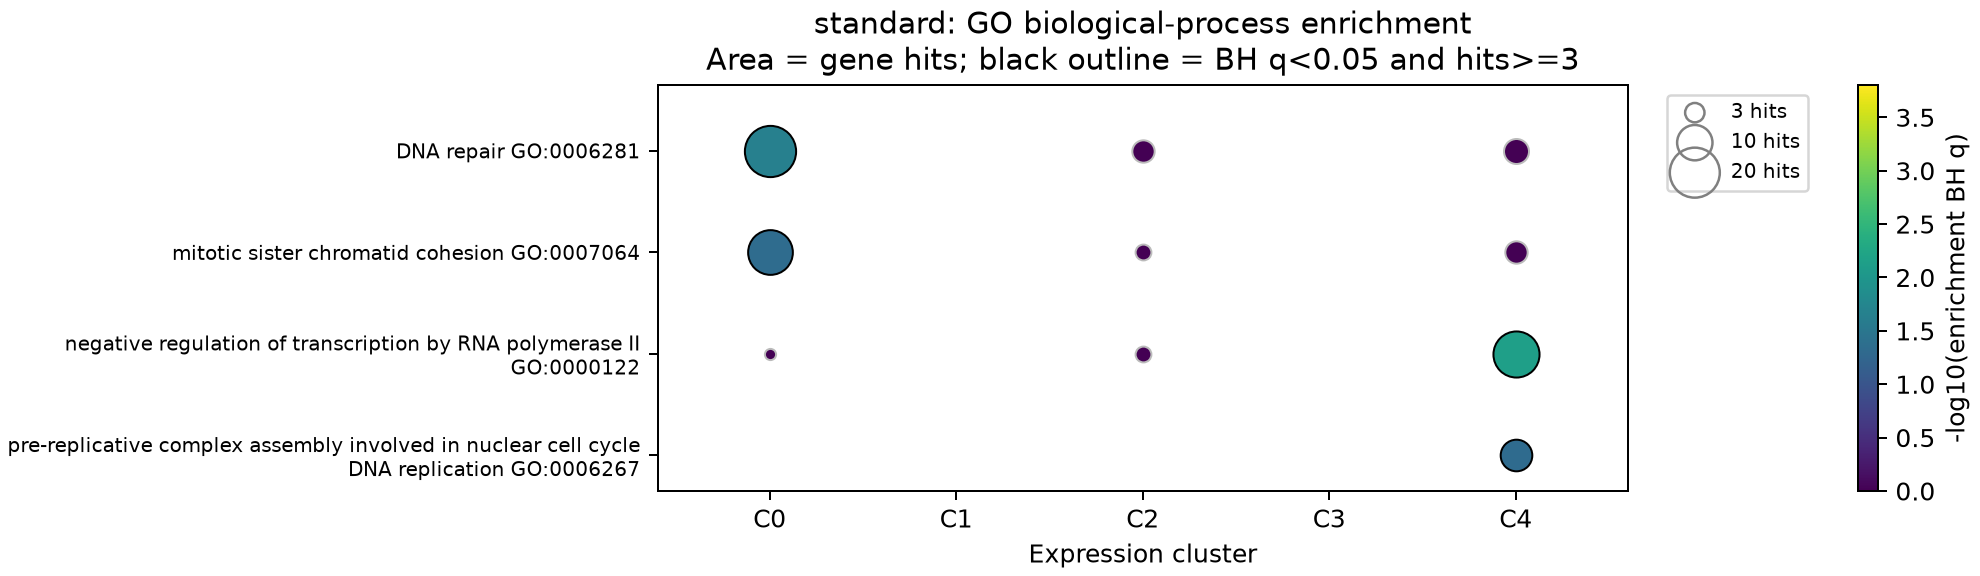 standard: GO biological-process enrichment
Area = gene hits; black outline = BH q<0.05 and hits>=3
DNA repair GO:0006281
mitotic sister chromatid cohesion GO:0007064
negative regulation of transcription by RNA polymerase II
GO:0000122
pre-replicative complex assembly involved in nuclear cell cycle
DNA replication GO:0006267
C0
C1
C2
C3
C4
Expression cluster
3 hits
10 hits
20 hits
3.5
3.0
2.5
2.0
1.5
1.0
0.5
0.0
-log10(enrichment BH q)